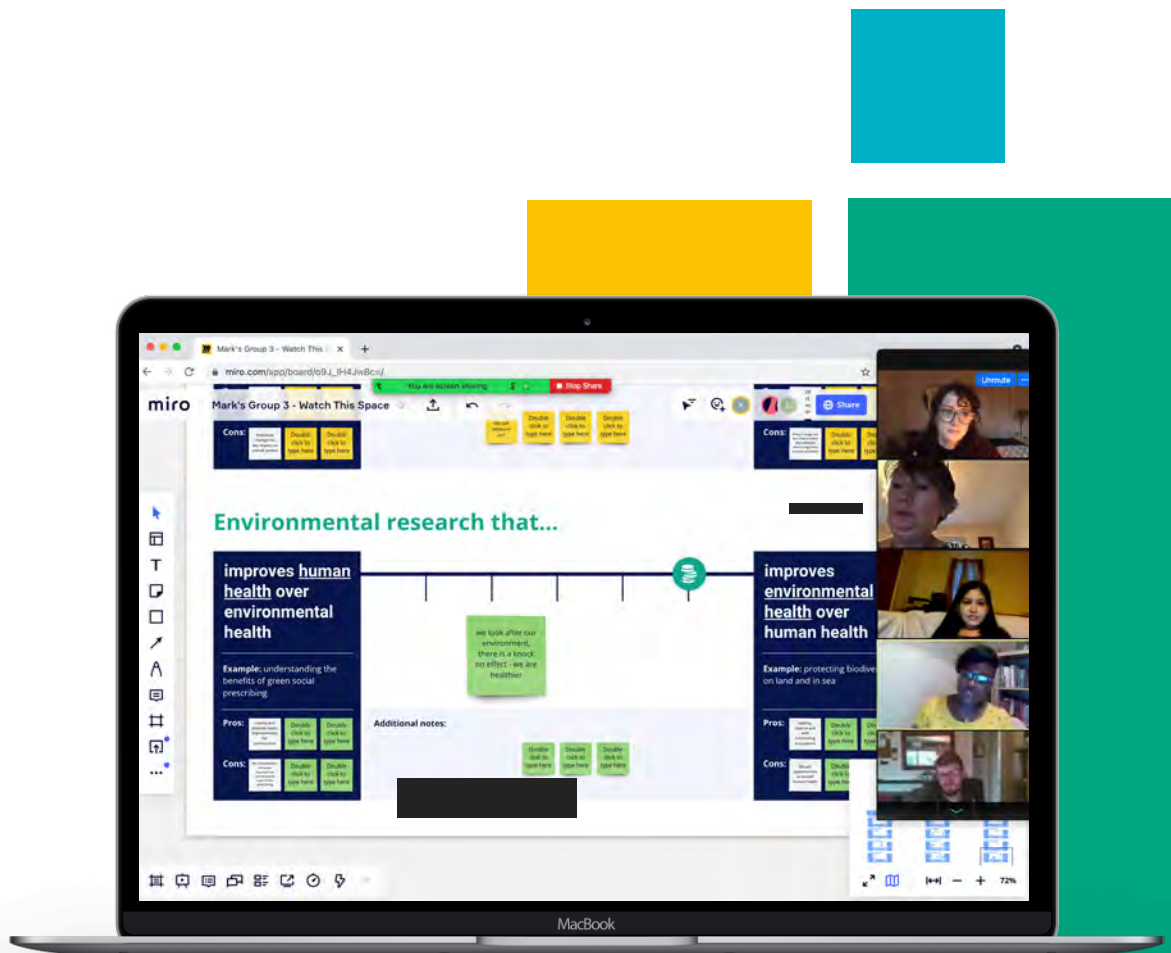 Mark's Group 3 - Watch This
miro.com/app/board/o9J_lH4JwBc=/
You are screen sharing
Stop Share
Unmute
miro
Mark's Group 3 - Watch This Space
Share
Cons:
Double click to type here
Double click to type here
Double click to type here
Double click to type here
Double click to type here
Cons:
Double click to type here
Environmental research that...
improves human
health over
environmental
health
Example: understanding the
benefits of green social
prescribing
Pros:
Double click to type here
Double click to type here
Cons:
Double click to type here
Double click to type here
we look after our
environment,
there is a knock
on effect - we are
healthier
Additional notes:
Double click to type here
Double click to type here
Double click to type here
improves
environmental
health over
human health
Example: protecting
on land and in sea
Pros:
Double click to type here
Cons:
Double click to type here
72%
MacBook